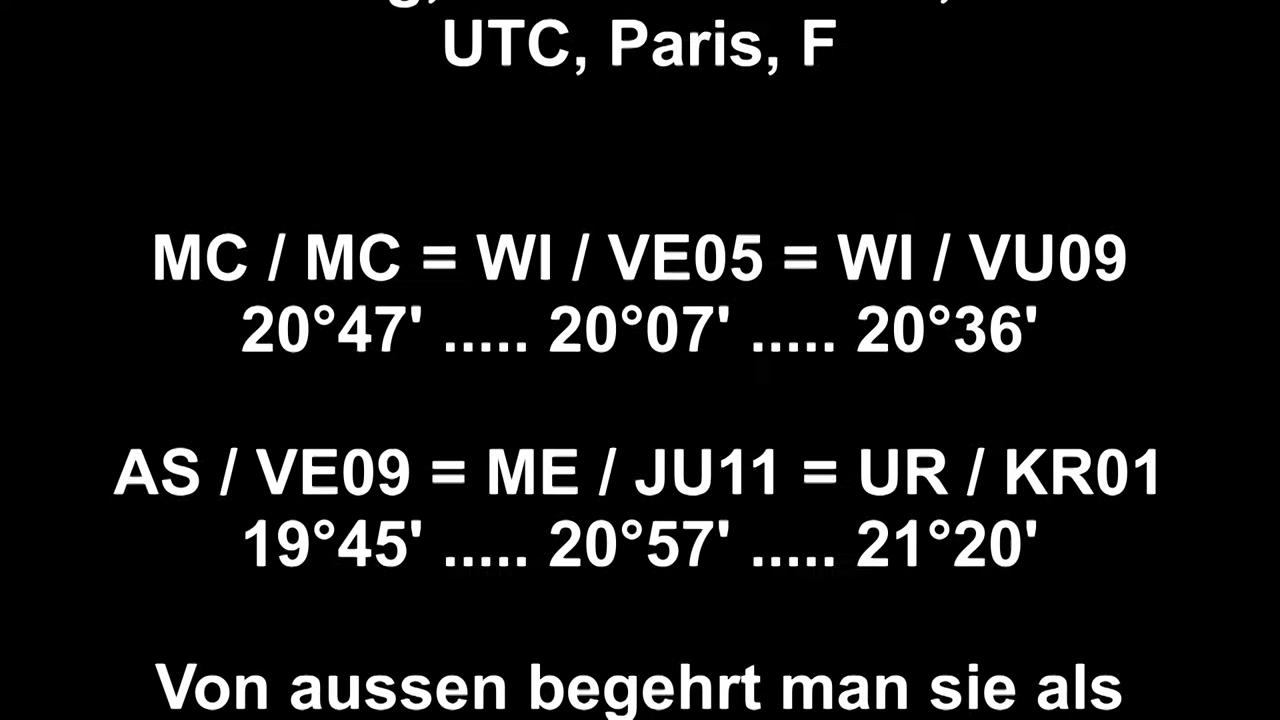 UTC, Paris, F
MC / MC = WI / VE05 = WI / VU09
20°47' ..... 20°07' ..... 20°36'
AS / VE09 = ME / JU11 = UR / KR01
19°45' ..... 20°57' ..... 21°20'
Von aussen begehrt man sie als